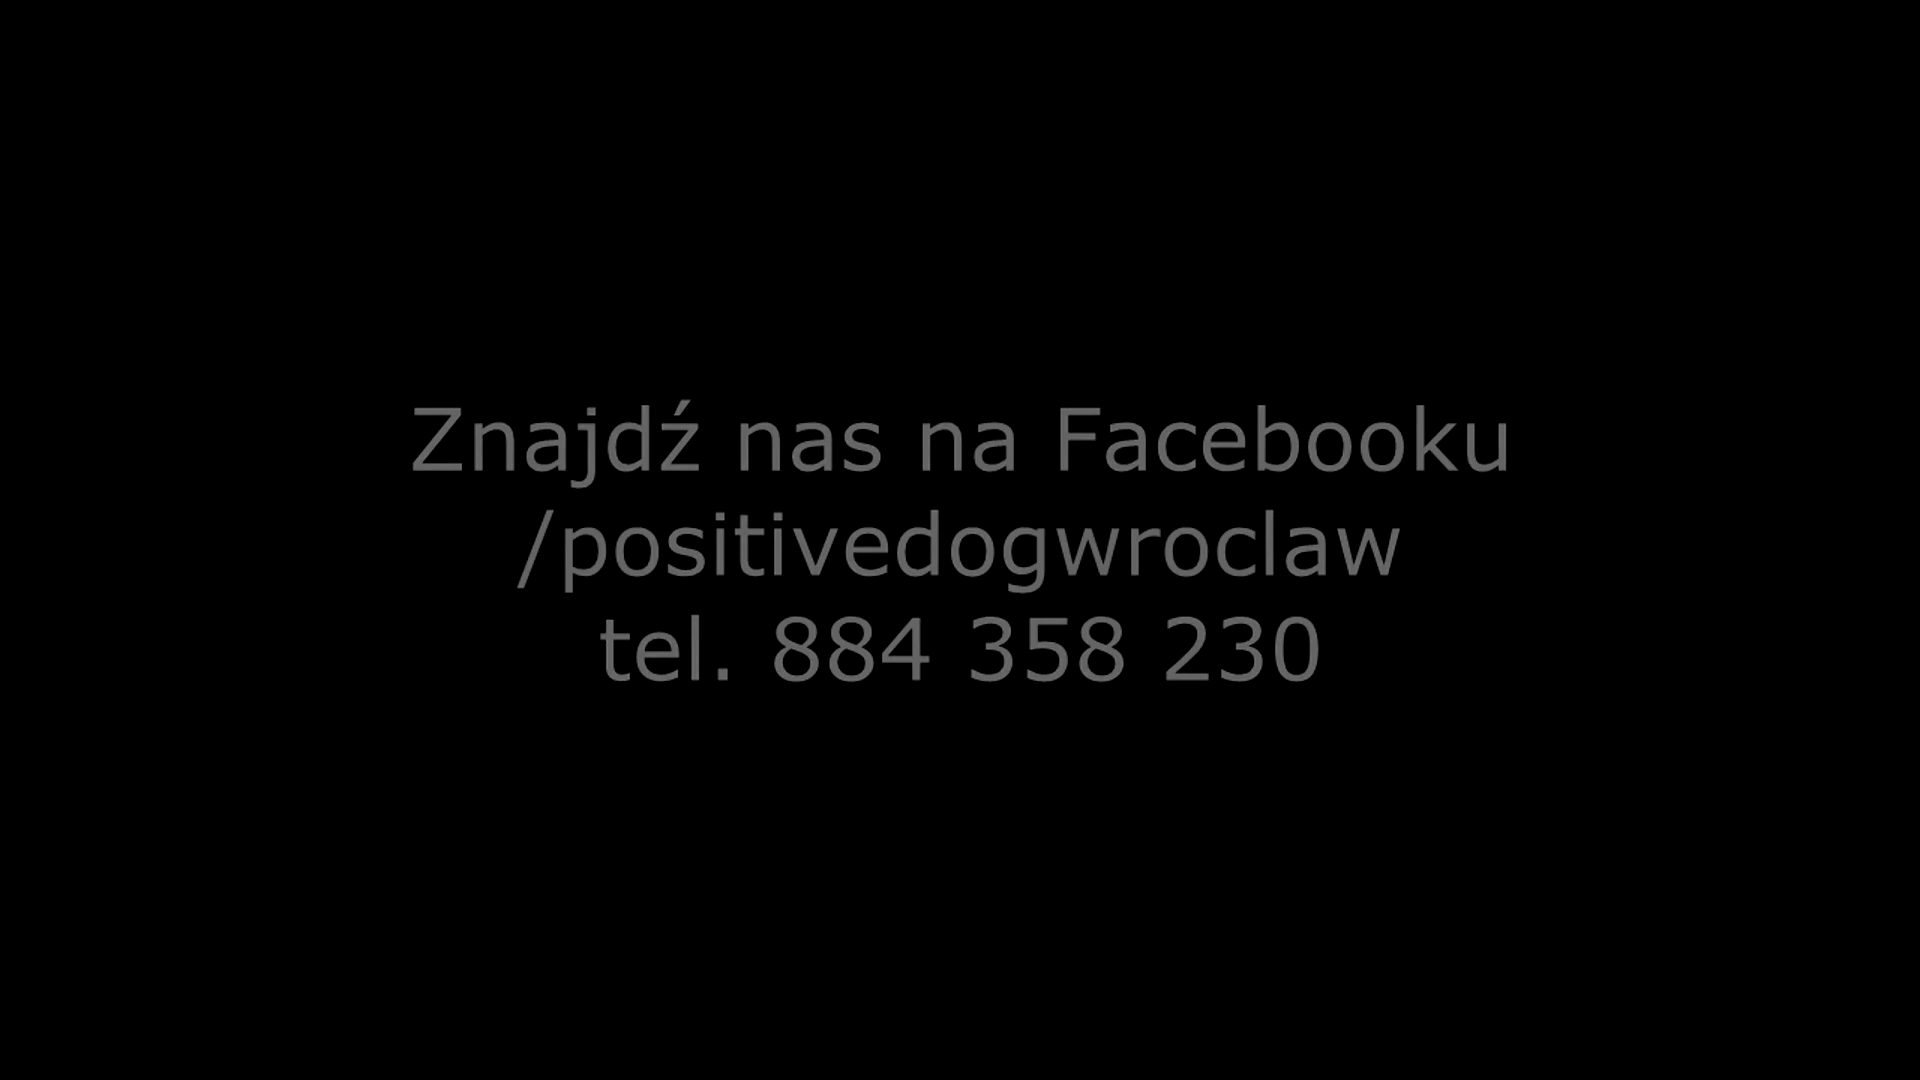 Znajdź nas na Facebooku
/positivedogwroclaw
tel. 884 358 230